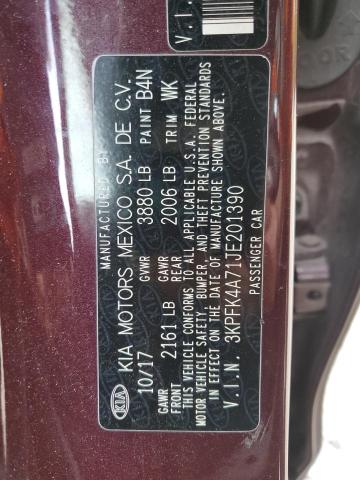 MANUFACTURED BY
KIA KIA MOTORS MEXICO S.A. DE C.V.
10/17 GVWR 3880 LB PAINT B4N
GAWR FRONT 2161 LB GAWR REAR 2006 LB TRIM WK
THIS VEHICLE CONFORMS TO ALL APPLICABLE U.S.A. FEDERAL
MOTOR VEHICLE SAFETY, BUMPER, AND THEFT PREVENTION STANDARDS
IN EFFECT ON THE DATE OF MANUFACTURE SHOWN ABOVE.
V.I.N. 3KPFK4A71JE201390
PASSENGER CAR
V.I.